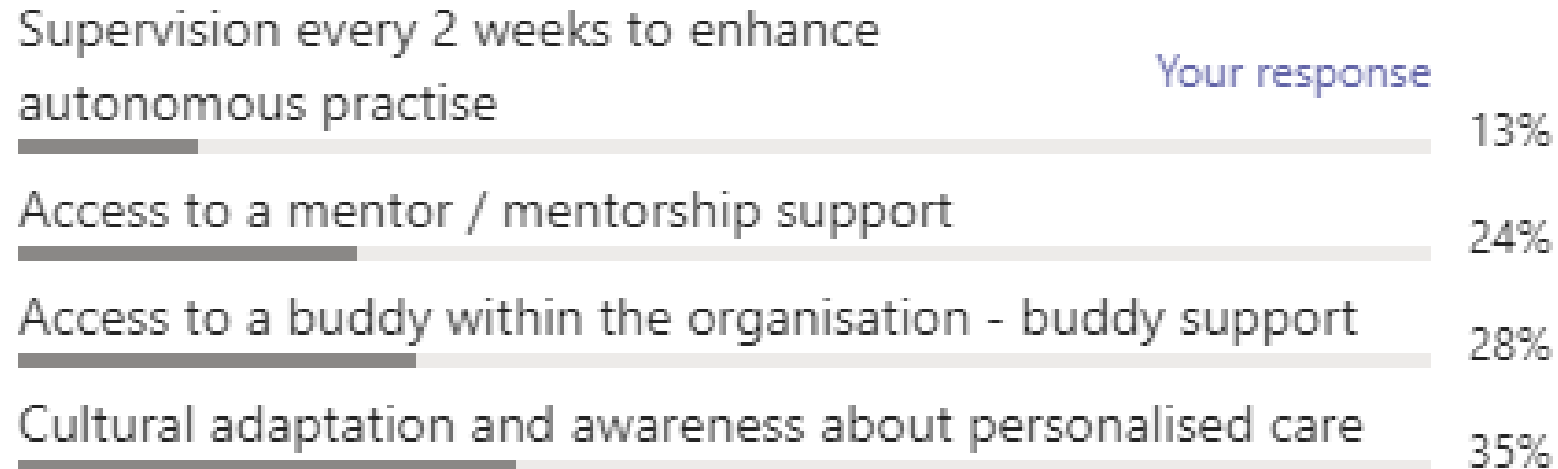 Supervision every 2 weeks to enhance
autonomous practise
Your response
13%
Access to a mentor / mentorship support
24%
Access to a buddy within the organisation - buddy support
28%
Cultural adaptation and awareness about personalised care
35%